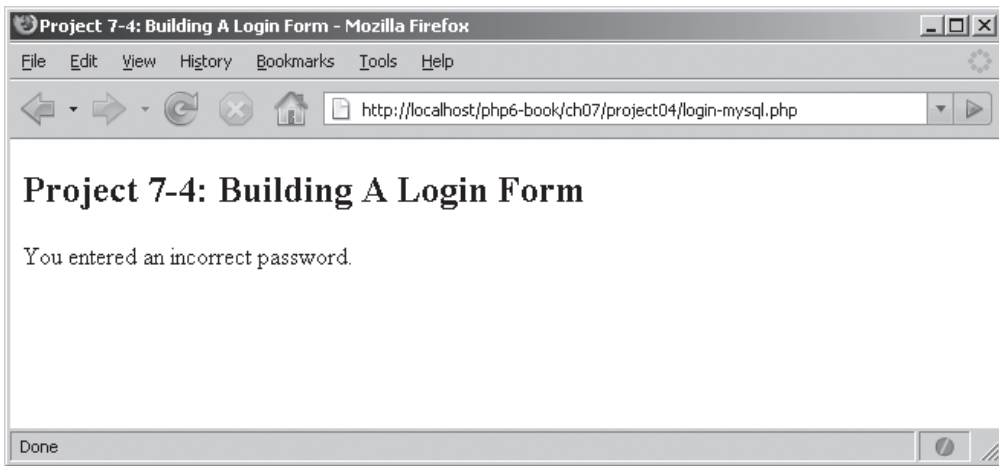 Project 7-4: Building A Login Form - Mozilla Firefox
File Edit View History Bookmarks Tools Help
http://localhost/php6-book/ch07/project04/login-mysql.php
Project 7-4: Building A Login Form
You entered an incorrect password.
Done